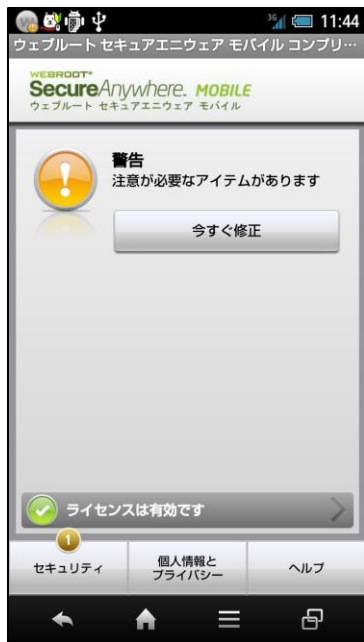 3G 11:44
ウェブルート セキュアエニウェア モバイル コンプリ…
WEBROOT®
SecureAnywhere. MOBILE
ウェブルート セキュアエニウェア モバイル
警告
注意が必要なアイテムがあります
今すぐ修正
ライセンスは有効です
1
セキュリティ
個人情報と
プライバシー
ヘルプ